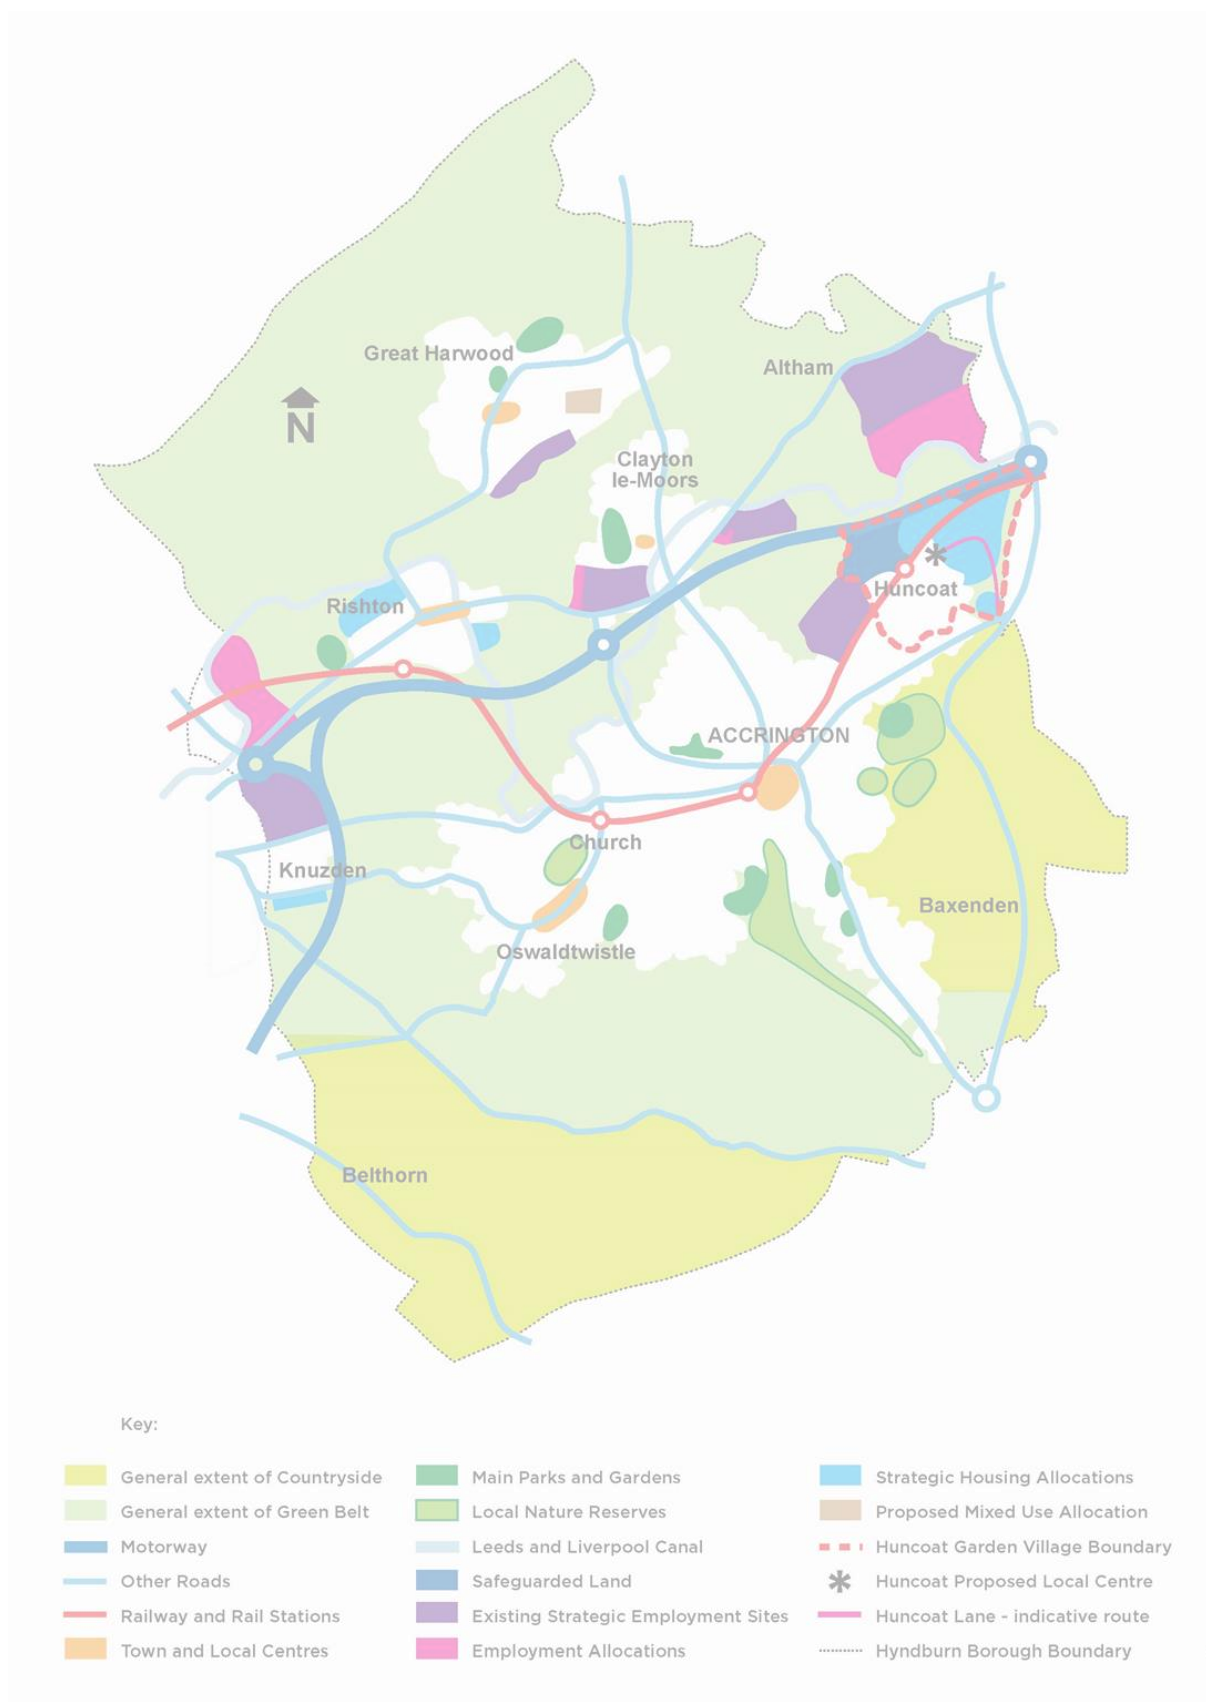 Great Harwood
Altham
N
Clayton
le-Moors
Rishton
Huncoat
ACCRINGTON
Church
Knuzden
Baxenden
Oswaldtwistle
Belthorn
Key:
General extent of Countryside
General extent of Green Belt
Motorway
Other Roads
Railway and Rail Stations
Town and Local Centres
Main Parks and Gardens
Local Nature Reserves
Leeds and Liverpool Canal
Safeguarded Land
Existing Strategic Employment Sites
Employment Allocations
Strategic Housing Allocations
Proposed Mixed Use Allocation
Huncoat Garden Village Boundary
Huncoat Proposed Local Centre
Huncoat Lane - indicative route
Hyndburn Borough Boundary